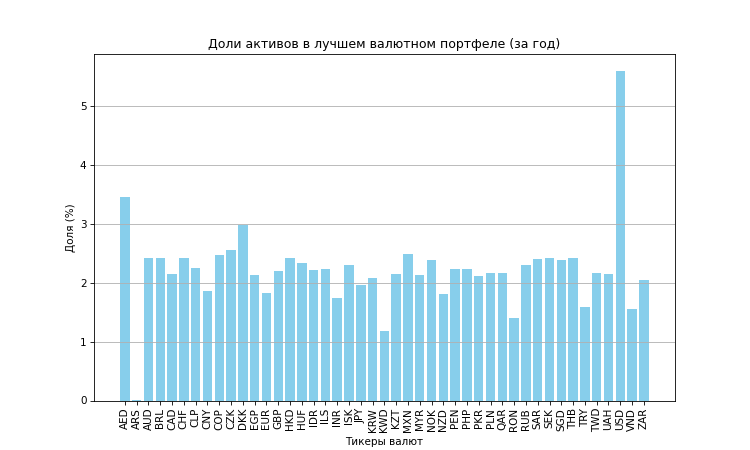 Доли активов в лучшем валютном портфеле (за год)
Доля (%)
5
4
3
2
1
0
AED ARS AUD BRL CAD CHF CLP CNY COP CZK DKK EGP EUR GBP HKD HUF IDR ILS INR ISK JPY KRW KWD KZT MXN MYR NOK NZD PEN PHP PKR PLN QAR RON RUB SAR SEK SGD THB TRY TWD UAH USD VND ZAR
Тикеры валют